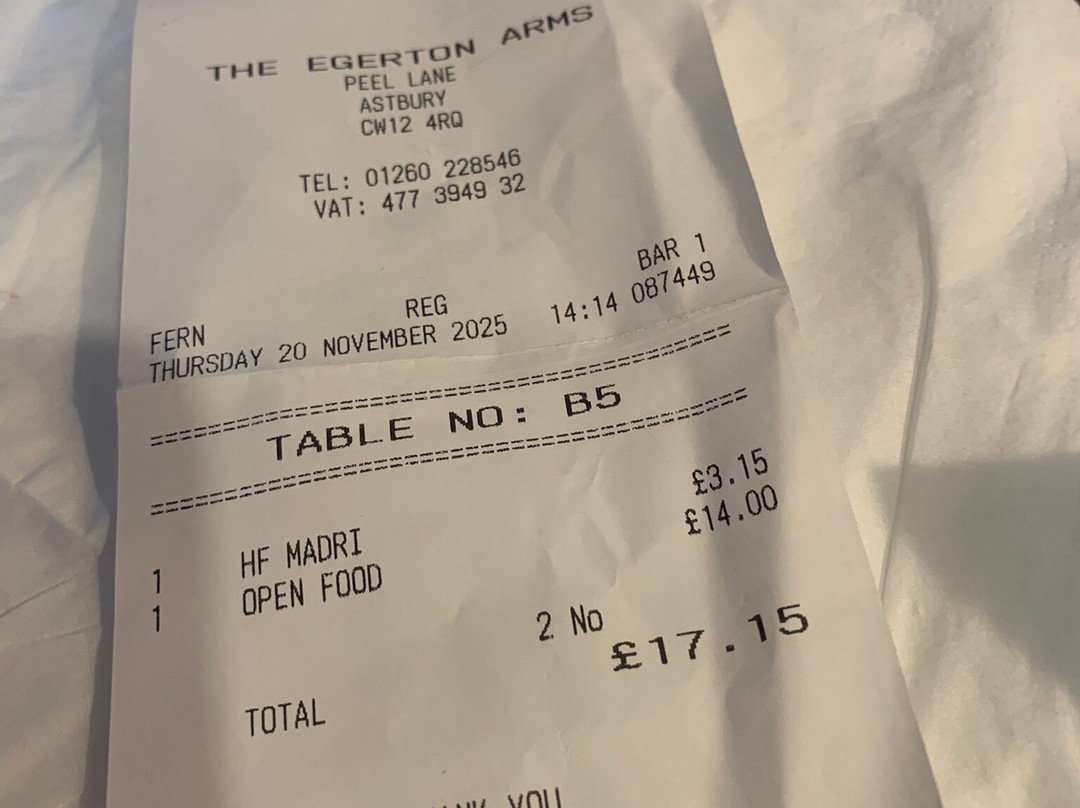 THE EGERTON ARMS
PEEL LANE
ASTBURY
CW12 4RQ
TEL: 01260 228546
VAT: 477 3949 32
BAR 1
FERN REG 087449
THURSDAY 20 NOVEMBER 2025 14:14
TABLE NO: B5
1 HF MADRI £3.15
1 OPEN FOOD £14.00
2 No
TOTAL £17.15
YOU